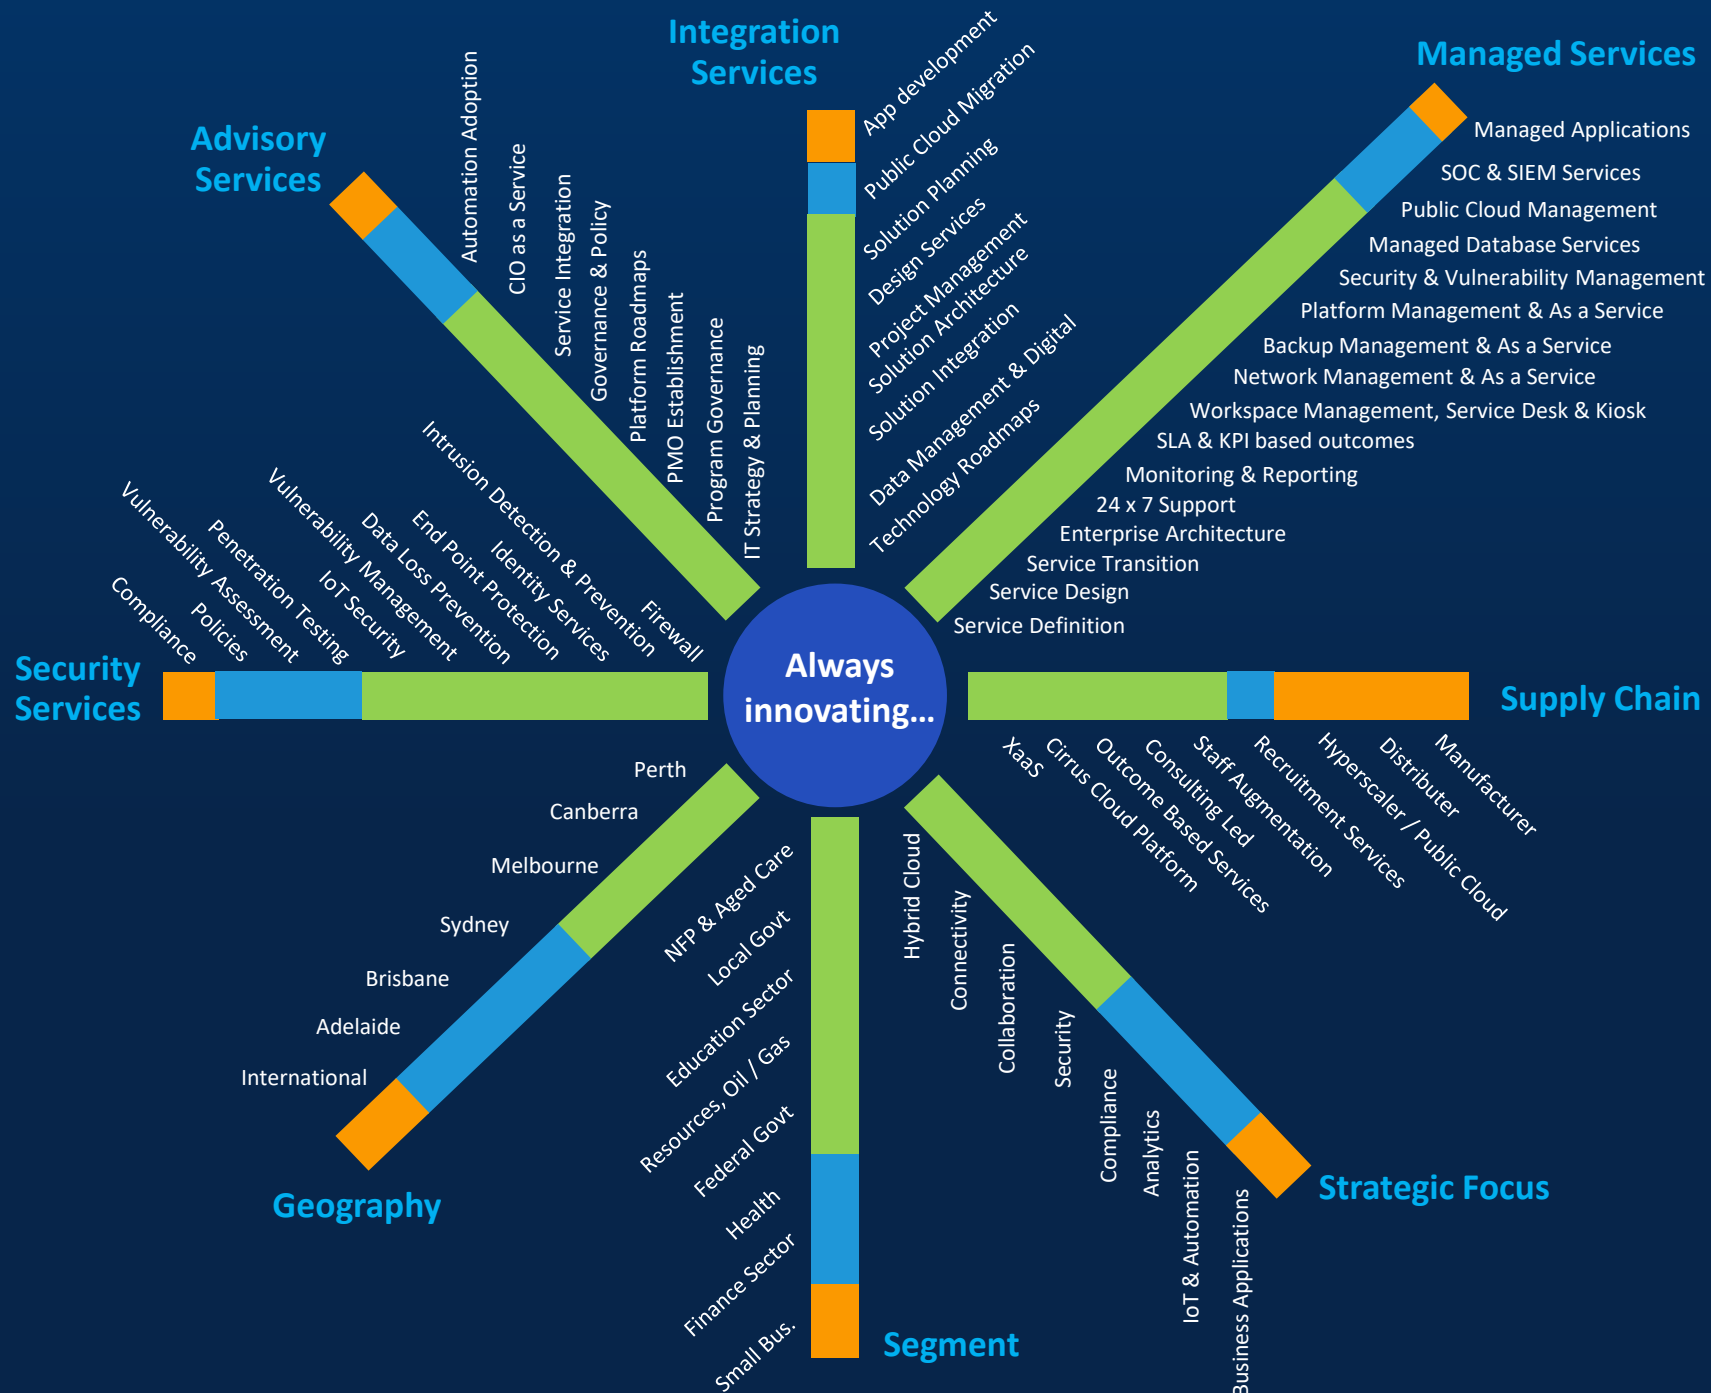 Integration
Services
App development
Public Cloud Migration
Solution Planning
Design Services
Project Management
Solution Architecture
Solution Integration
Data Management & Digital
Technology Roadmaps
Managed Services
Managed Applications
SOC & SIEM Services
Public Cloud Management
Managed Database Services
Security & Vulnerability Management
Platform Management & As a Service
Backup Management & As a Service
Network Management & As a Service
Workspace Management, Service Desk & Kiosk
SLA & KPI based outcomes
Monitoring & Reporting
24 x 7 Support
Enterprise Architecture
Service Transition
Service Design
Service Definition
Advisory
Services
Automation Adoption
CIO as a Service
Service Integration
Governance & Policy
Platform Roadmaps
PMO Establishment
Program Governance
IT Strategy & Planning
Security
Services
Compliance
Policies
Vulnerability Assessment
Penetration Testing
IoT Security
Vulnerability Management
Data Loss Prevention
End Point Protection
Identity Services
Intrusion Detection & Prevention
Firewall
Always
innovating...
Supply Chain
XaaS
Cirrus Cloud Platform
Outcome Based Services
Consulting Led
Staff Augmentation
Recruitment Services
Hyperscaler / Public Cloud
Distributer
Manufacturer
Perth
Canberra
Melbourne
Sydney
Brisbane
Adelaide
International
Geography
NFP & Aged Care
Local Govt
Education Sector
Resources, Oil / Gas
Federal Govt
Health
Finance Sector
Small Bus.
Segment
Hybrid Cloud
Connectivity
Collaboration
Security
Compliance
Analytics
IoT & Automation
Business Applications
Strategic Focus